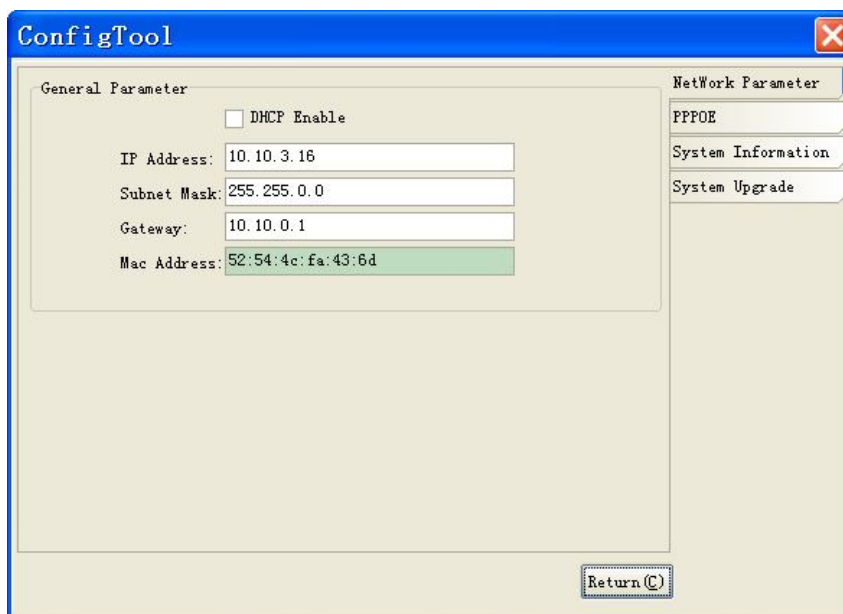 ConfigTool
General Parameter
DHCP Enable
IP Address: 10.10.3.16
Subnet Mask: 255.255.0.0
Gateway: 10.10.0.1
Mac Address: 52:54:4c:fa:43:6d
NetWork Parameter
PPPOE
System Information
System Upgrade
Return(C)